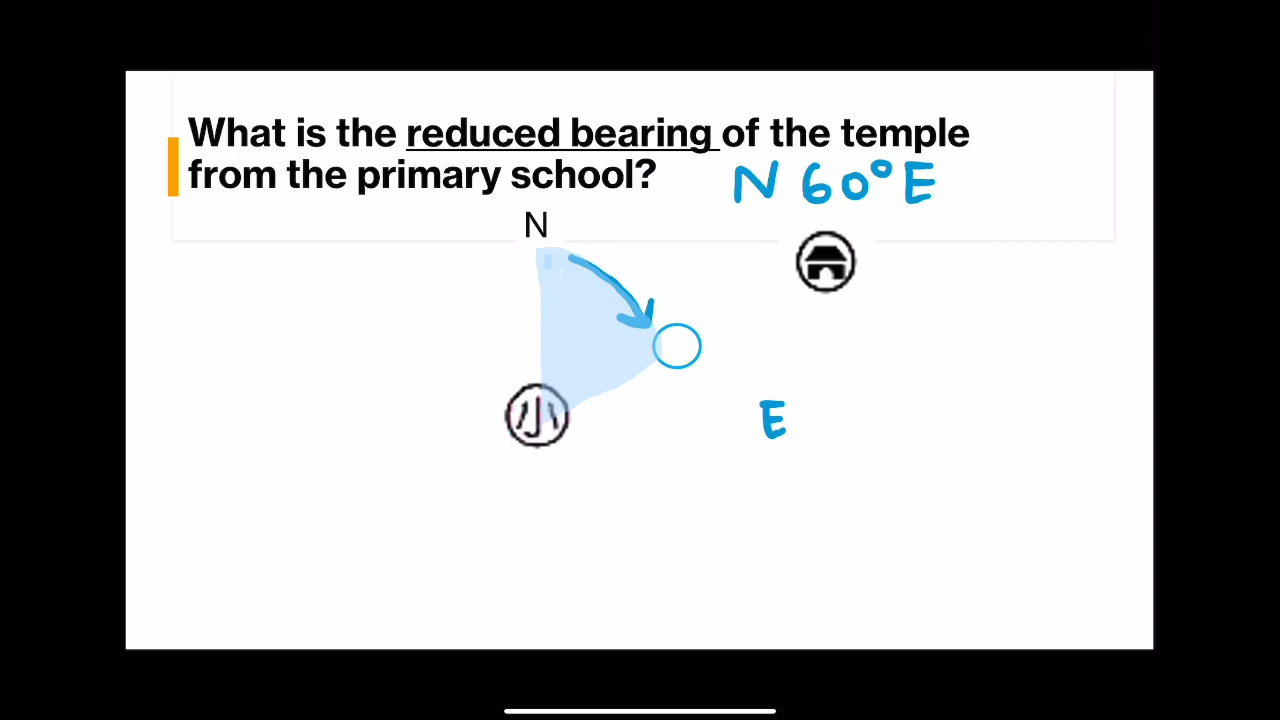 What is the reduced bearing of the temple
from the primary school?
N 60° E
N
小
E